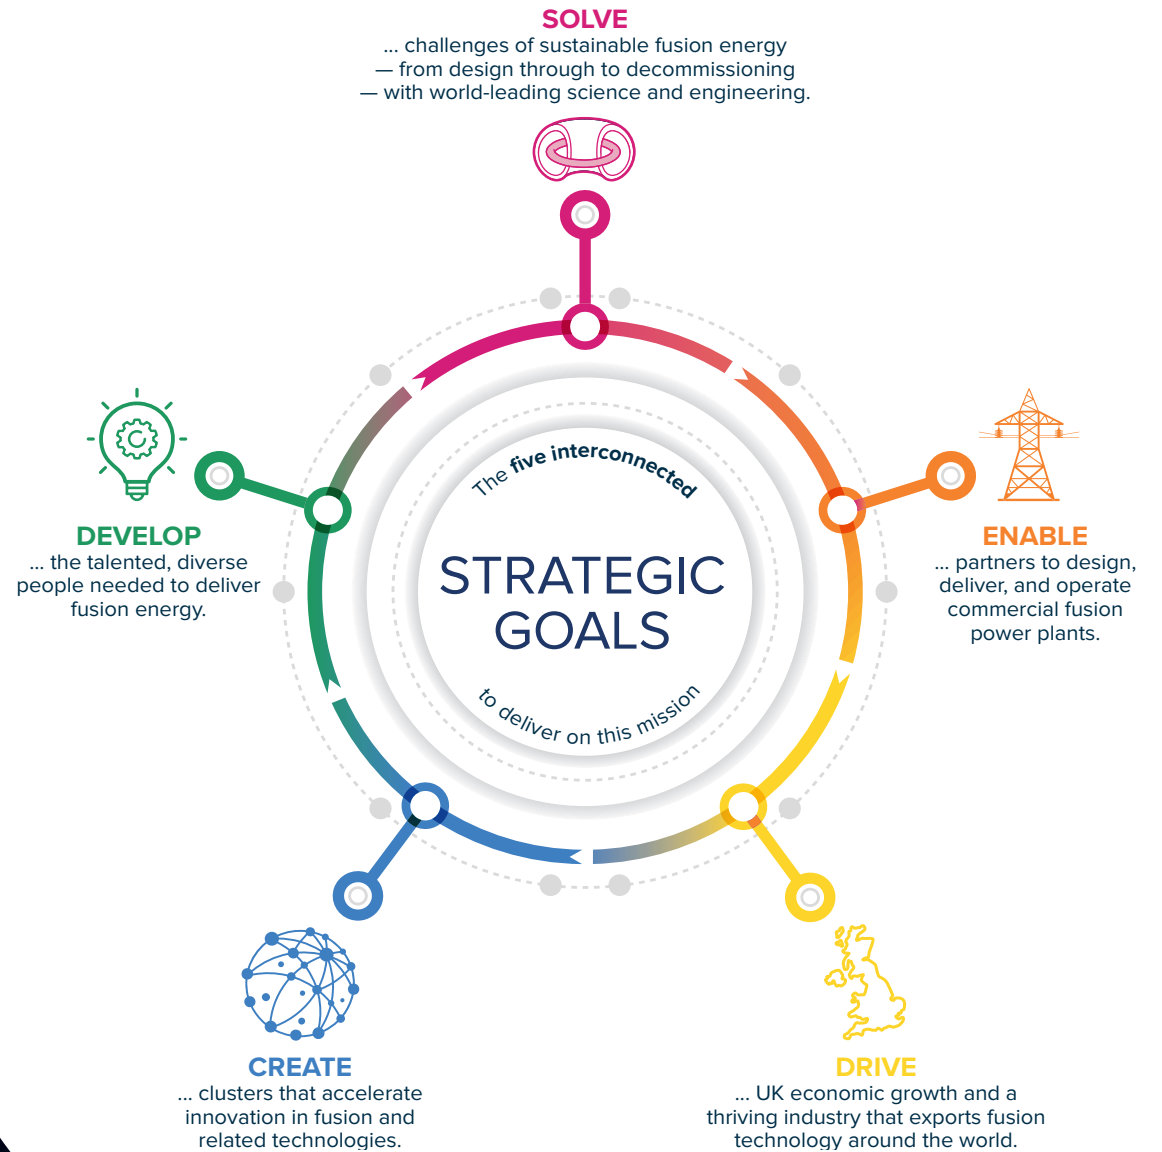 SOLVE
... challenges of sustainable fusion energy
— from design through to decommissioning
— with world-leading science and engineering.
The five interconnected
STRATEGIC
GOALS
to deliver on this mission
ENABLE
... partners to design,
deliver, and operate
commercial fusion
power plants.
DRIVE
... UK economic growth and a
thriving industry that exports fusion
technology around the world.
CREATE
... clusters that accelerate
innovation in fusion and
related technologies.
DEVELOP
... the talented, diverse
people needed to deliver
fusion energy.